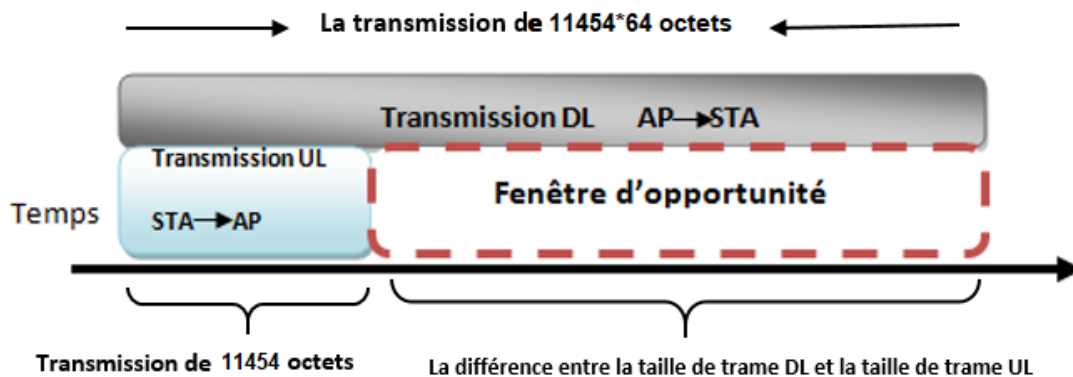 La transmission de 11454*64 octets
Transmission DL AP→STA
Transmission UL
Fenêtre d'opportunité
Temps
STA→AP
Transmission de 11454 octets
La différence entre la taille de trame DL et la taille de trame UL